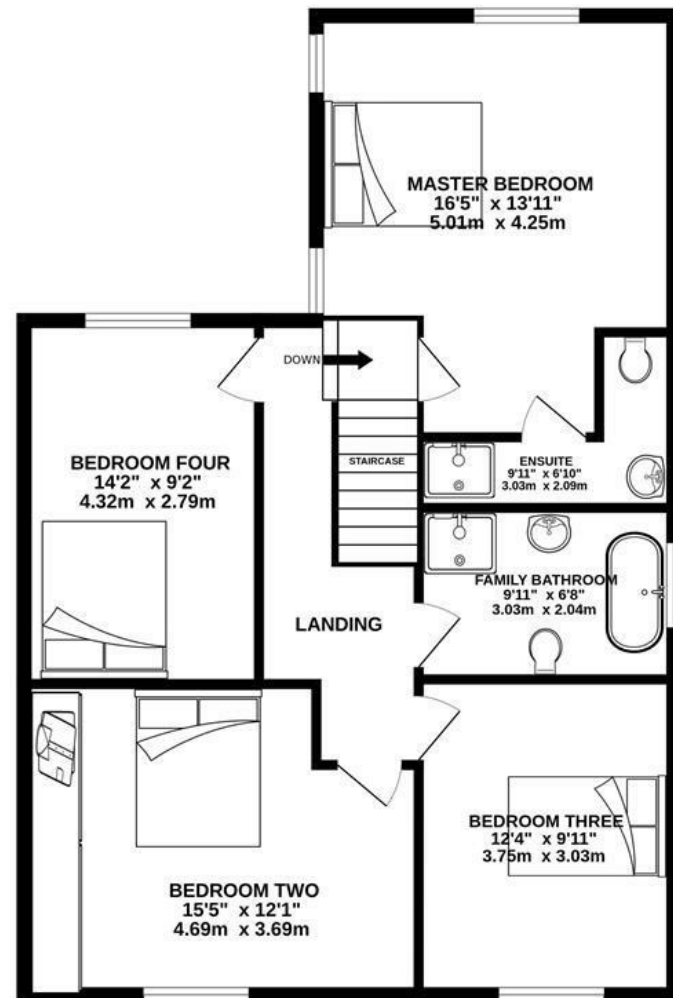 MASTER BEDROOM
16'5" x 13'11"
5.01m x 4.25m
DOWN
STAIRCASE
BEDROOM FOUR
14'2" x 9'2"
4.32m x 2.79m
ENSUITE
9'11" x 6'10"
3.03m x 2.09m
FAMILY BATHROOM
9'11" x 6'8"
3.03m x 2.04m
LANDING
BEDROOM THREE
12'4" x 9'11"
3.75m x 3.03m
BEDROOM TWO
15'5" x 12'1"
4.69m x 3.69m